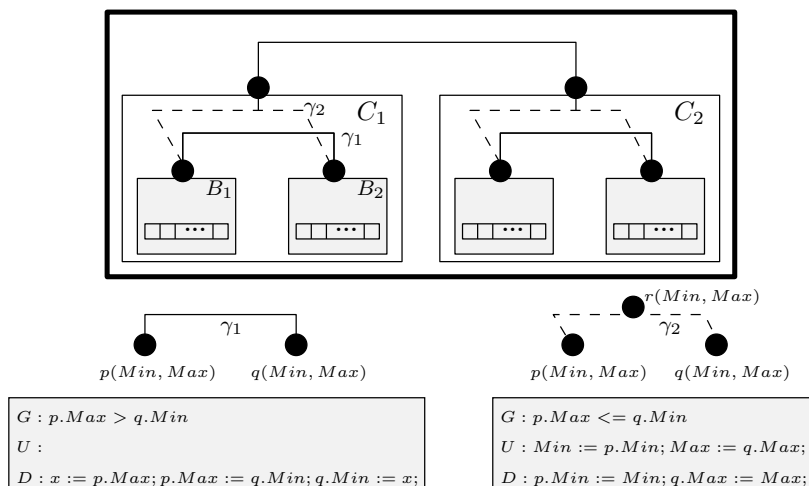 γ2
C1
C2
γ1
B1
B2
...
...
...
...
r(Min, Max)
γ1
γ2
p(Min, Max)
q(Min, Max)
p(Min, Max)
q(Min, Max)
G : p.Max > q.Min
U :
D : x := p.Max; p.Max := q.Min; q.Min := x;
G : p.Max <= q.Min
U : Min := p.Min; Max := q.Max;
D : p.Min := Min; q.Max := Max;